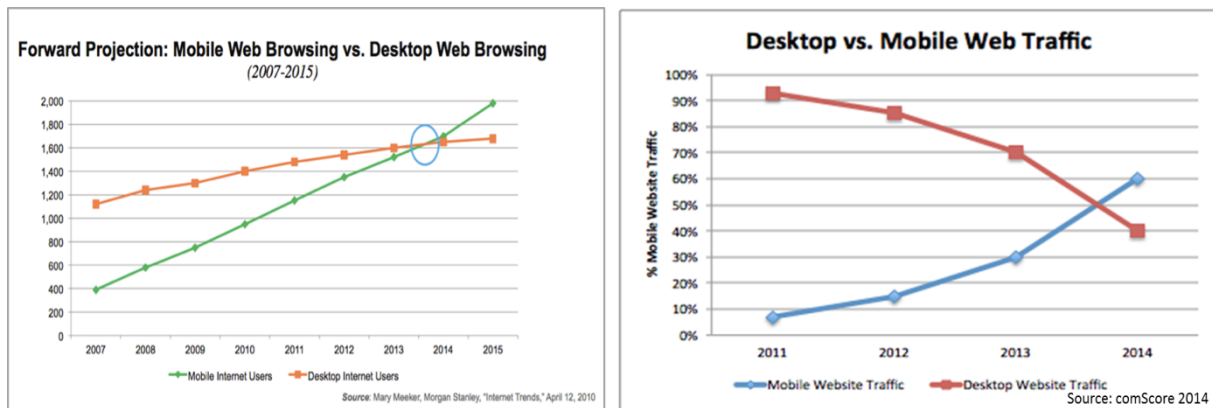 Forward Projection: Mobile Web Browsing vs. Desktop Web Browsing
(2007-2015)
2,000
1,800
1,600
1,400
1,200
1,000
800
600
400
200
0
2007 2008 2009 2010 2011 2012 2013 2014 2015
Mobile Internet Users Desktop Internet Users
Source: Mary Meeker, Morgan Stanley, "Internet Trends," April 12, 2010
Desktop vs. Mobile Web Traffic
% Mobile Website Traffic
100%
90%
80%
70%
60%
50%
40%
30%
20%
10%
0%
2011 2012 2013 2014
Mobile Website Traffic Desktop Website Traffic
Source: comScore 2014